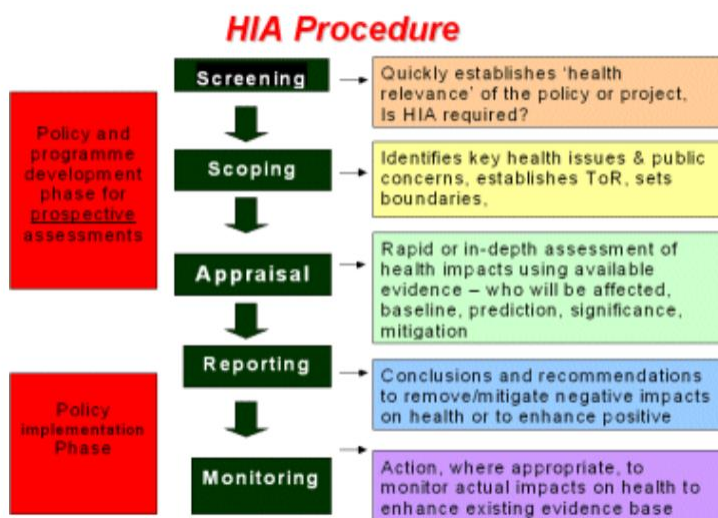 HIA Procedure
Screening
Quickly establishes ‘health
relevance’ of the policy or project,
Is HIA required?
Policy and
programme
development
phase for
prospective
assessments
Scoping
Identifies key health issues & public
concerns, establishes ToR, sets
boundaries,
Appraisal
Rapid or in-depth assessment of
health impacts using available
evidence – who will be affected,
baseline, prediction, significance,
mitigation
Reporting
Conclusions and recommendations
to remove/mitigate negative impacts
on health or to enhance positive
Policy
implementation
Phase
Monitoring
Action, where appropriate, to
monitor actual impacts on health to
enhance existing evidence base